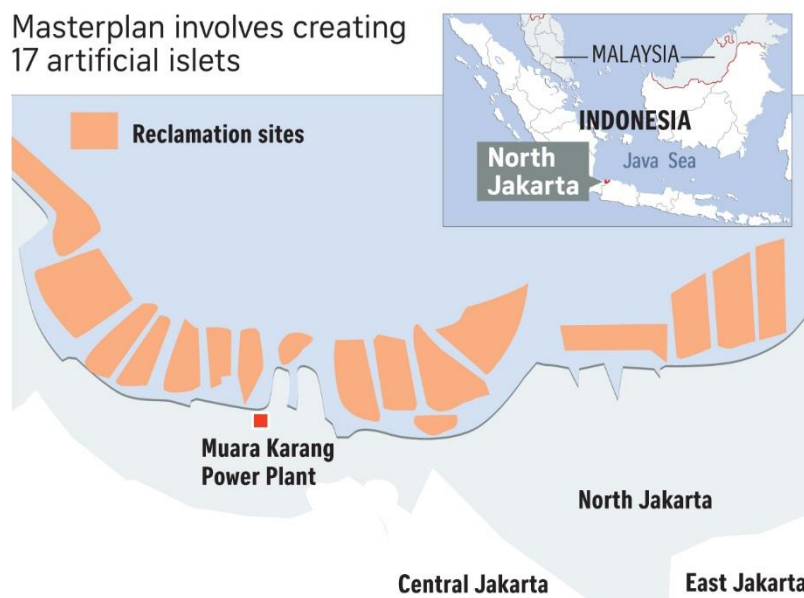 Masterplan involves creating
17 artificial islets
Reclamation sites
MALAYSIA
INDONESIA
Java Sea
North
Jakarta
Muara Karang
Power Plant
North Jakarta
Central Jakarta
East Jakarta